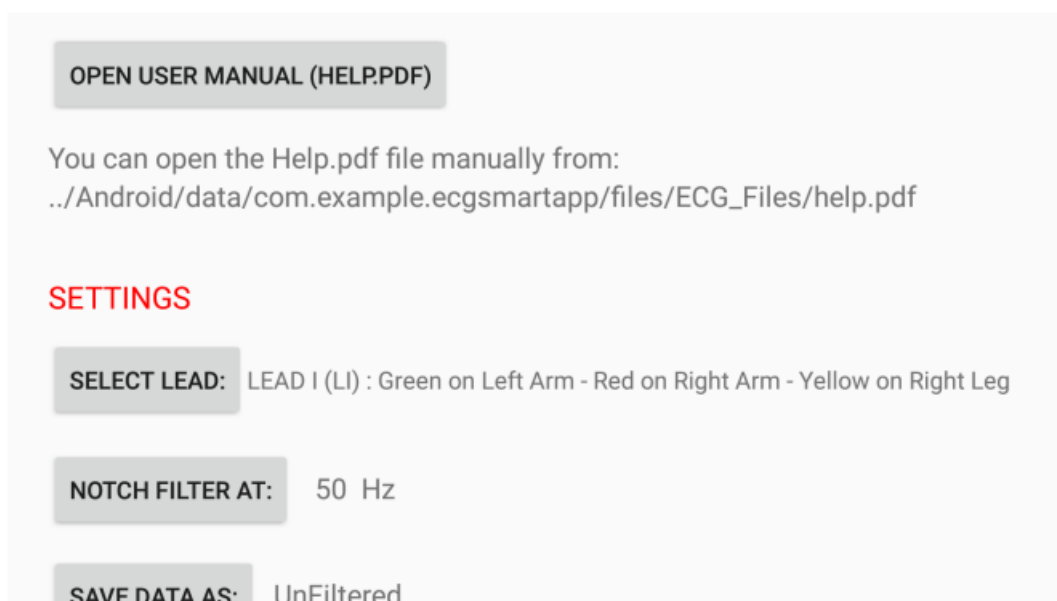 OPEN USER MANUAL (HELP.PDF)
You can open the Help.pdf file manually from:
../Android/data/com.example.ecgsmartapp/files/ECG_Files/help.pdf
SETTINGS
SELECT LEAD: LEAD I (LI) : Green on Left Arm - Red on Right Arm - Yellow on Right Leg
NOTCH FILTER AT: 50 Hz
SAVE DATA AS: UnFiltered